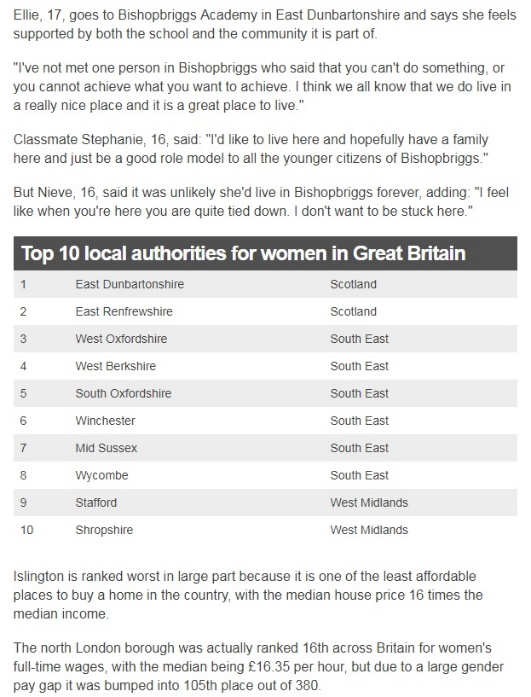 Ellie, 17, goes to Bishopbriggs Academy in East Dunbartonshire and says she feels
supported by both the school and the community it is part of.
"I've not met one person in Bishopbriggs who said that you can't do something, or
you cannot achieve what you want to achieve. I think we all know that we do live in
a really nice place and it is a great place to live."
Classmate Stephanie, 16, said: "I'd like to live here and hopefully have a family
here and just be a good role model to all the younger citizens of Bishopbriggs."
But Nieve, 16, said it was unlikely she'd live in Bishopbriggs forever, adding: "I feel
like when you're here you are quite tied down. I don't want to be stuck here."
Top 10 local authorities for women in Great Britain
1 East Dunbartonshire Scotland
2 East Renfrewshire Scotland
3 West Oxfordshire South East
4 West Berkshire South East
5 South Oxfordshire South East
6 Winchester South East
7 Mid Sussex South East
8 Wycombe South East
9 Stafford West Midlands
10 Shropshire West Midlands
Islington is ranked worst in large part because it is one of the least affordable
places to buy a home in the country, with the median house price 16 times the
median income.
The north London borough was actually ranked 16th across Britain for women's
full-time wages, with the median being £16.35 per hour, but due to a large gender
pay gap it was bumped into 105th place out of 380.